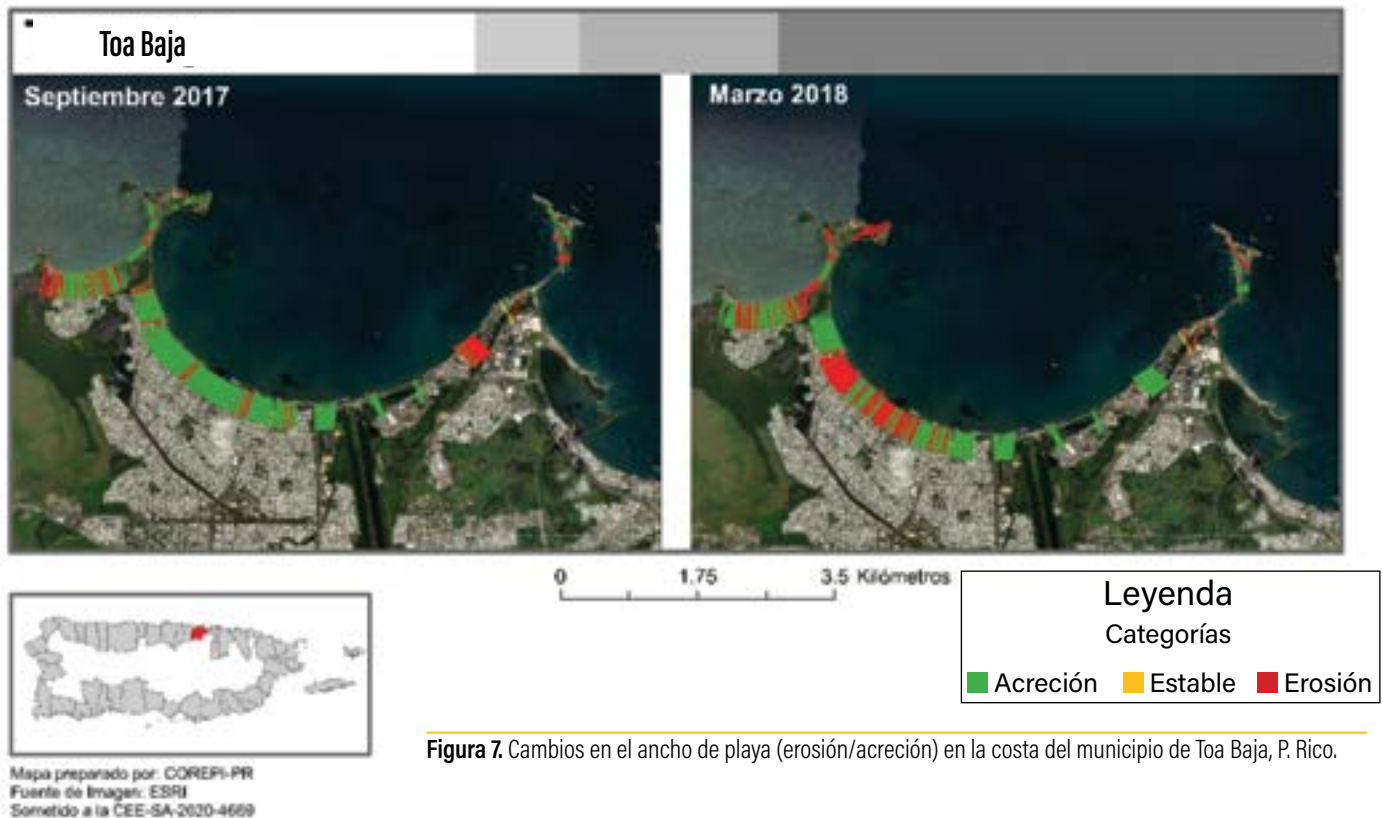 Toa Baja
Septiembre 2017
Marzo 2018
0 1.75 3.5 Kilómetros
Leyenda
Categorías
Acreción Estable Erosión
Figura 7. Cambios en el ancho de playa (erosión/acreción) en la costa del municipio de Toa Baja, P. Rico.
Mapa preparado por: COREPI-PR
Fuente de Imagen: ESRI
Sometido a la CEE-SA-2020-4669